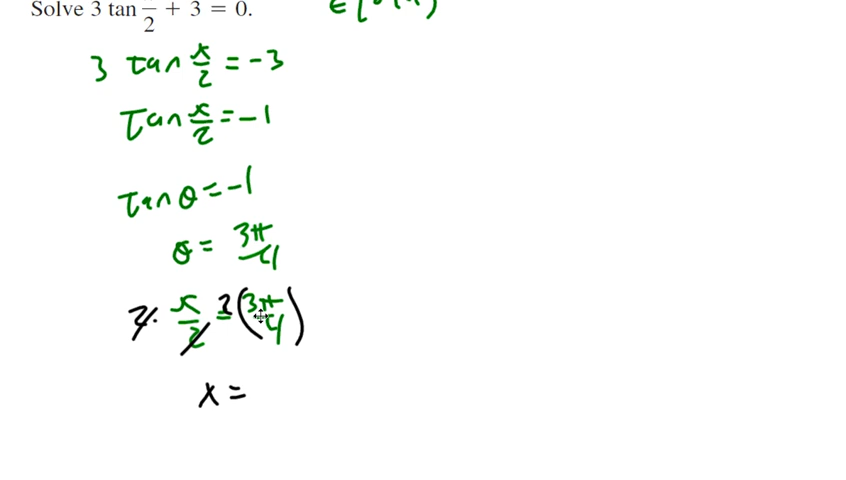 Solve 3 tan x/2 + 3 = 0.
3 tan x/2 = -3
tan x/2 = -1
tan θ = -1
θ = 3π/4
2 · x/2 = 2(3π/4)
x =